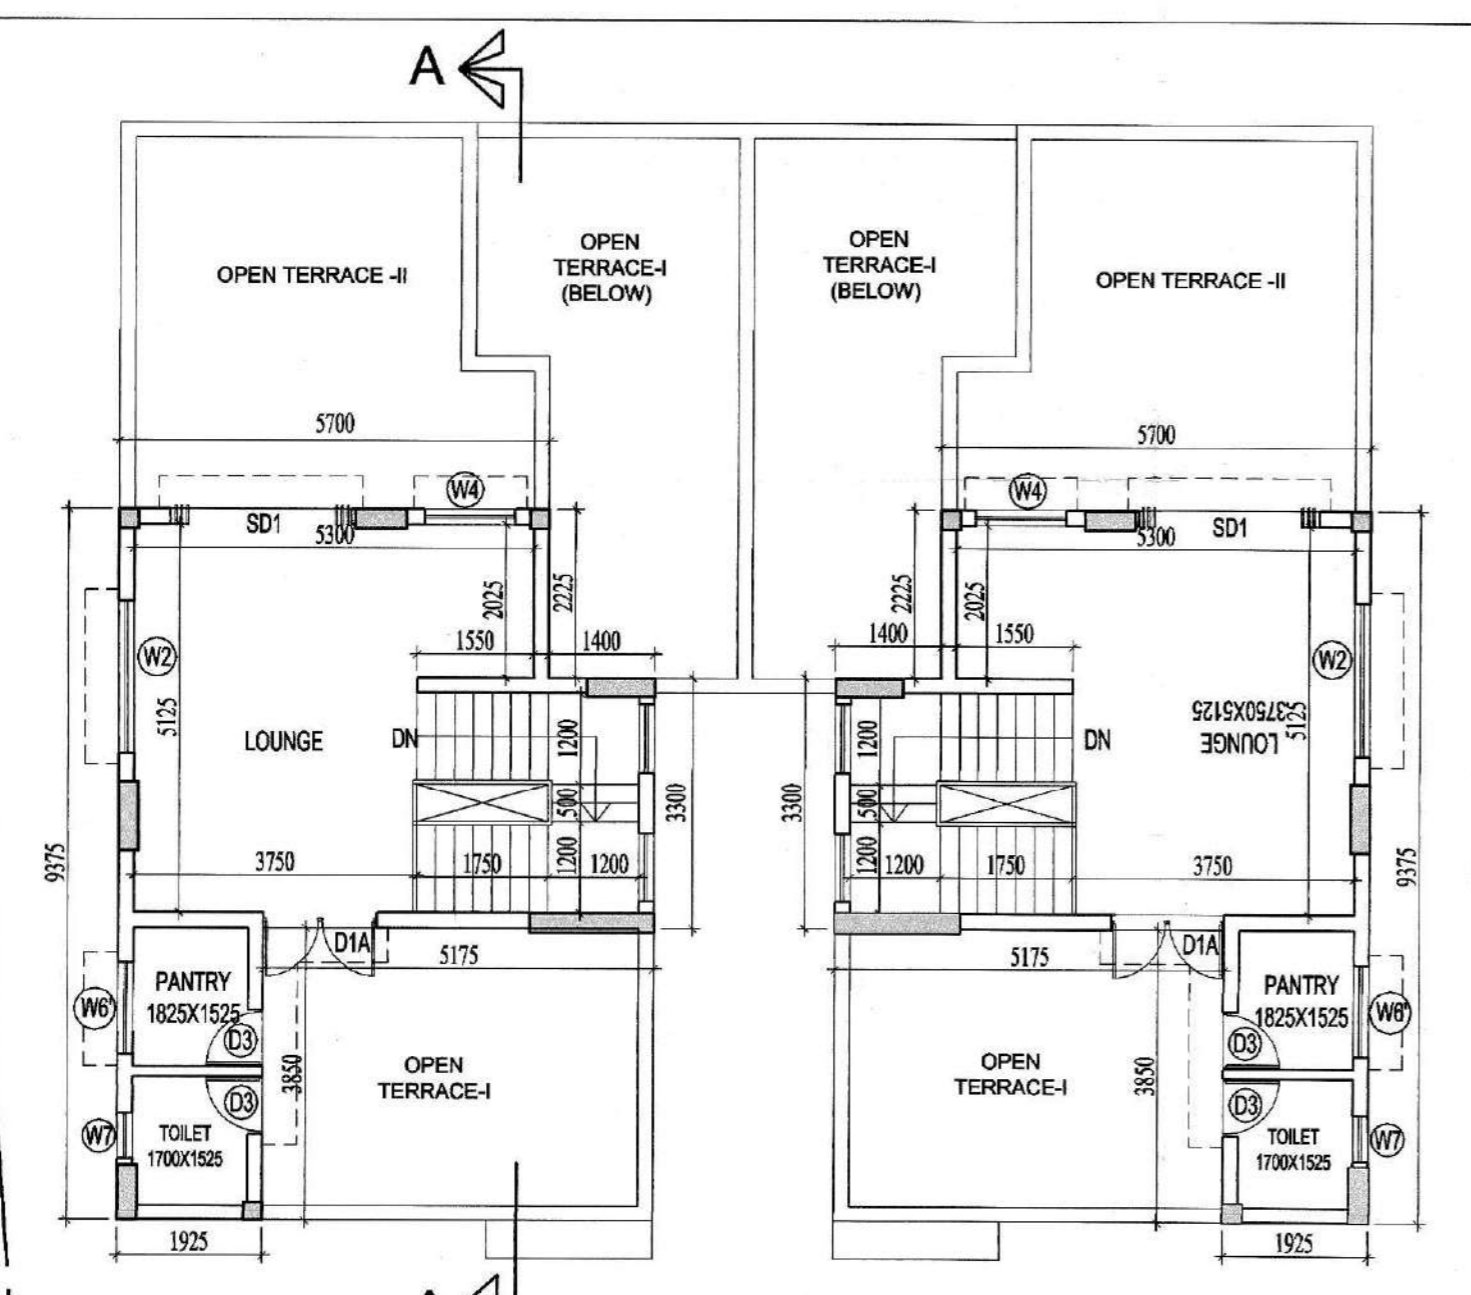 A
OPEN TERRACE -II
OPEN
TERRACE-I
(BELOW)
OPEN
TERRACE-I
(BELOW)
OPEN TERRACE -II
5700
5700
W4
W4
SD1
5300
SD1
5300
2025
2225
2225
2025
1550
1400
1400
1550
W2
W2
5125
LOUNGE
DN
1200
1200
DN
LOUNGE
3750X5125
5125
500
3300
3300
500
9375
3750
1750
1200
1200
1200
1200
1750
3750
9375
D1A
5175
5175
D1A
PANTRY
1825X1525
PANTRY
1825X1525
W6'
D3
D3
W6'
OPEN
TERRACE-I
3850
OPEN
TERRACE-I
3850
D3
D3
W7
TOILET
1700X1525
TOILET
1700X1525
W7
1925
1925